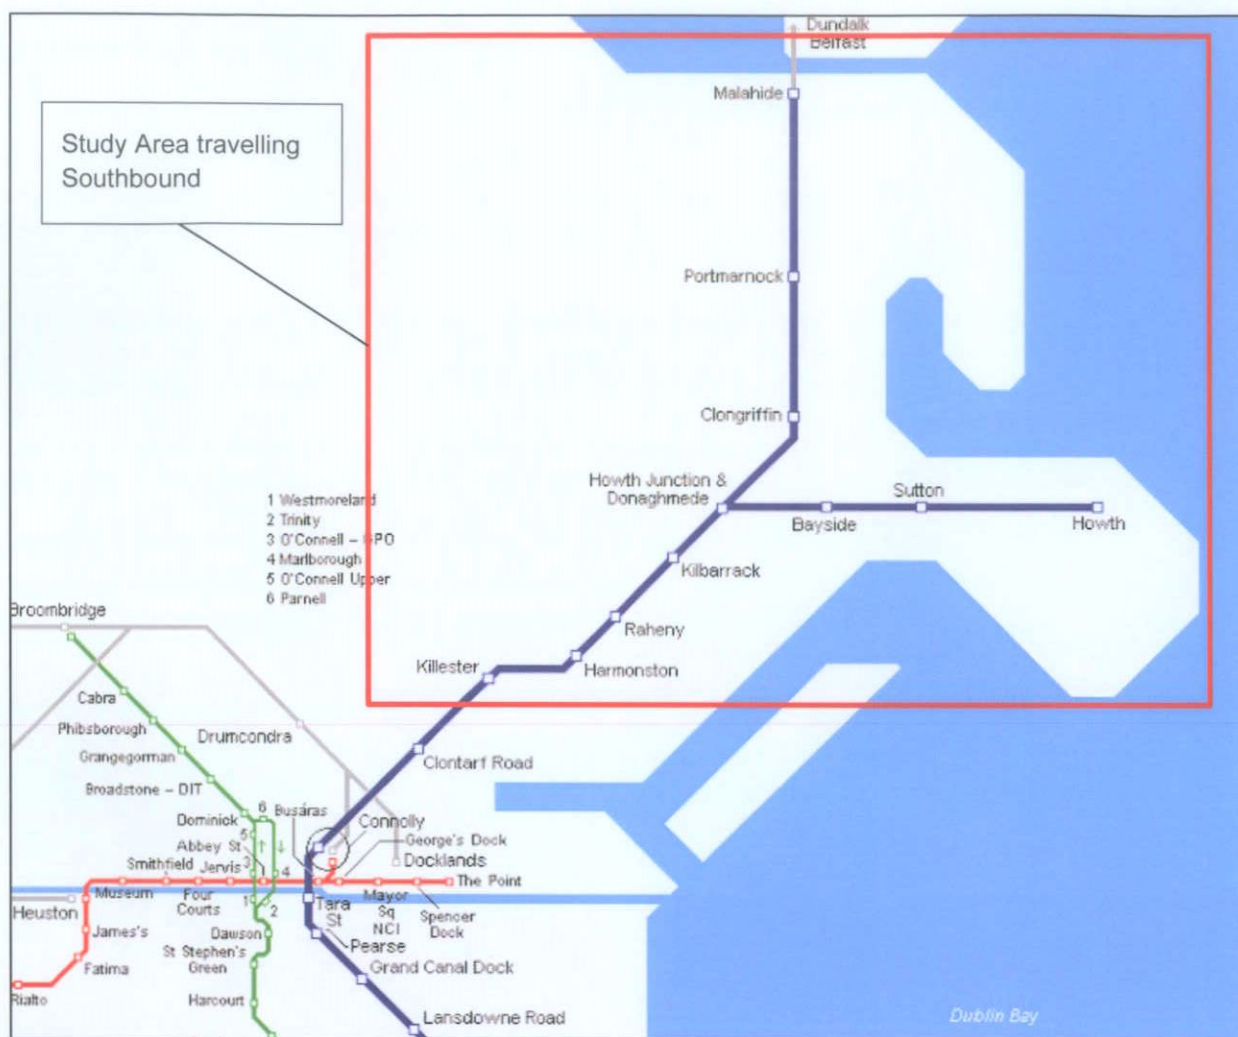 Dundalk
Belfast
Malahide
Study Area travelling
Southbound
Portmarnock
Clongriffin
Howth Junction &
Donaghmede
Sutton
Bayside
Howth
1 Westmoreland
2 Trinity
3 O'Connell – GPO
4 Marlborough
5 O'Connell Upper
6 Parnell
Kilbarrack
Broombridge
Raheny
Killester
Harmonston
Cabra
Phibsborough
Drumcondra
Grangegorman
Clontarf Road
Broadstone – DIT
6
Busáras
Dominick
Connolly
5
Abbey St
George's Dock
3
Smithfield
Jervis
4
Docklands
The Point
Museum
Four
Courts
1
2
Tara
St
Mayor
Sq
NCI
Spencer
Dock
Heuston
James's
Dawson
Pearse
St Stephen's
Green
Fatima
Grand Canal Dock
Rialto
Harcourt
Lansdowne Road
Dublin Bay